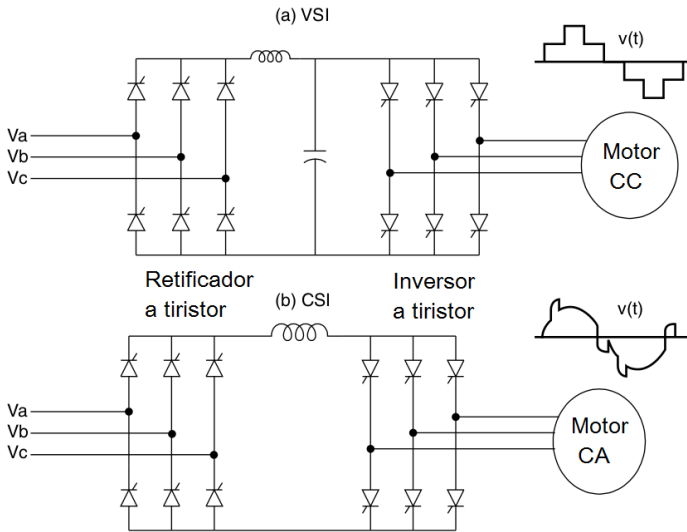 (a) VSI
v(t)
Va
Vb
Vc
Motor
CC
Retificador
a tiristor
Inversor
a tiristor
(b) CSI
v(t)
Va
Vb
Vc
Motor
CA